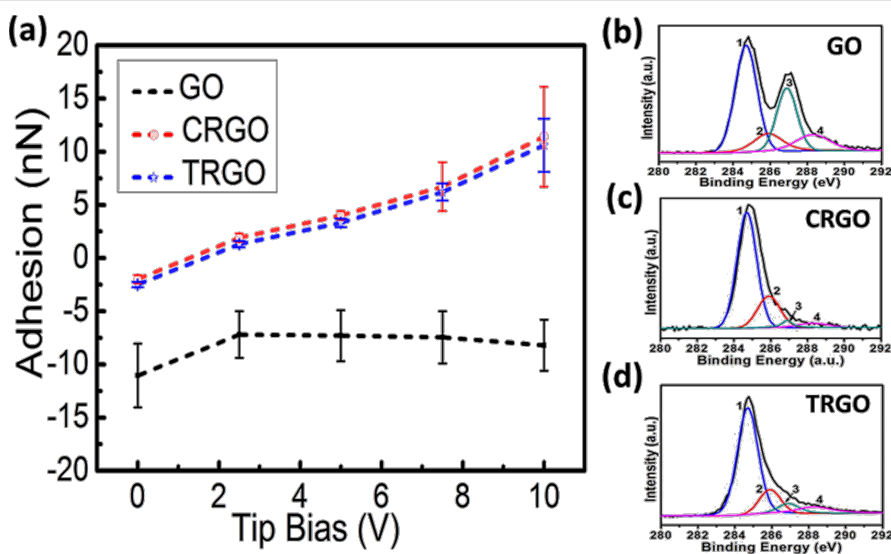 (a)
20
15
10
5
0
-5
-10
-15
-20
Adhesion (nN)
GO
CRGO
TRGO
0 2 4 6 8 10
Tip Bias (V)
(b)
GO
1
2
3
4
Intensity (a.u.)
280 282 284 286 288 290 292
Binding Energy (eV)
(c)
CRGO
1
2
3
4
Intensity (a.u.)
280 282 284 286 288 290 292
Binding Energy (a.u.)
(d)
TRGO
1
2
3
4
Intensity (a.u.)
280 282 284 286 288 290 292
Binding Energy (eV)